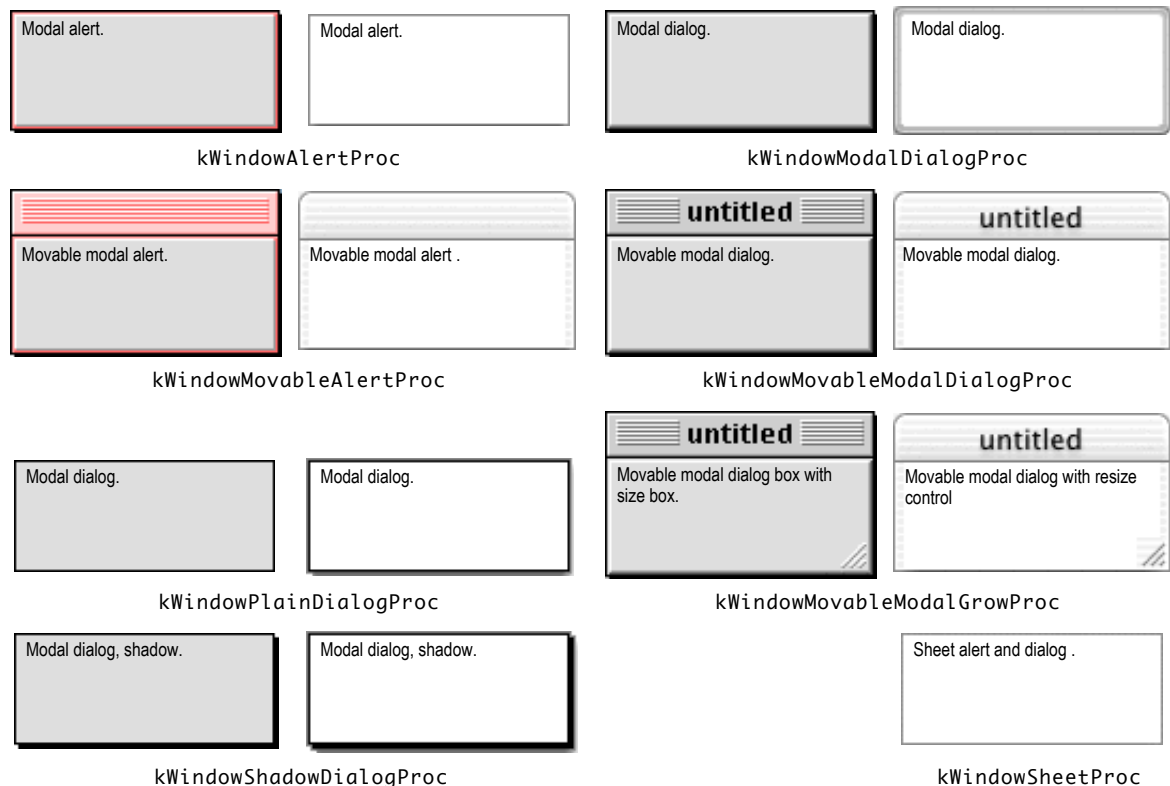 Modal alert.
Modal alert.
Modal dialog.
Modal dialog.
kWindowAlertProc
kWindowModalDialogProc
untitled
untitled
Movable modal alert.
Movable modal alert .
Movable modal dialog.
Movable modal dialog.
kWindowMovableAlertProc
kWindowMovableModalDialogProc
untitled
untitled
Modal dialog.
Modal dialog.
Movable modal dialog box with
size box.
Movable modal dialog with resize
control
kWindowPlainDialogProc
kWindowMovableModalGrowProc
Modal dialog, shadow.
Modal dialog, shadow.
Sheet alert and dialog .
kWindowShadowDialogProc
kWindowSheetProc